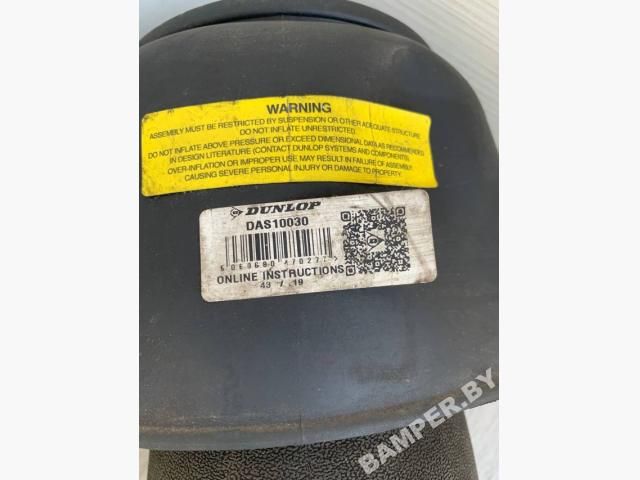 WARNING
ASSEMBLY MUST BE RESTRICTED BY SUSPENSION OR OTHER ADEQUATE STRUCTURE
DO NOT INFLATE UNRESTRICTED.
DO NOT INFLATE ABOVE PRESSURE OR EXCEED DIMENSIONAL DATA AS RECOMMENDED
IN DESIGN LITERATURE (CONTACT DUNLOP SYSTEMS AND COMPONENTS)
OVER-INFLATION OR IMPROPER USE MAY RESULT IN FAILURE OF ASSEMBLY,
CAUSING SEVERE PERSONAL INJURY OR DAMAGE TO PROPERTY.
DUNLOP
DAS10030
ONLINE INSTRUCTIONS
43 / 19
BAMPER.BY